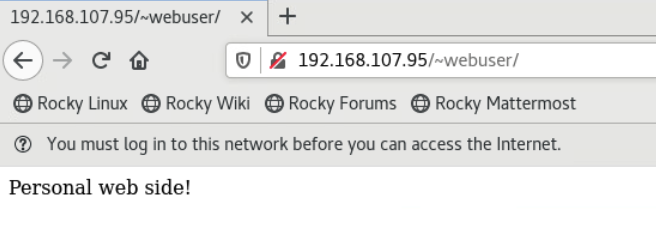 192.168.107.95/~webuser/
192.168.107.95/~webuser/
Rocky Linux Rocky Wiki Rocky Forums Rocky Mattermost
You must log in to this network before you can access the Internet.
Personal web side!